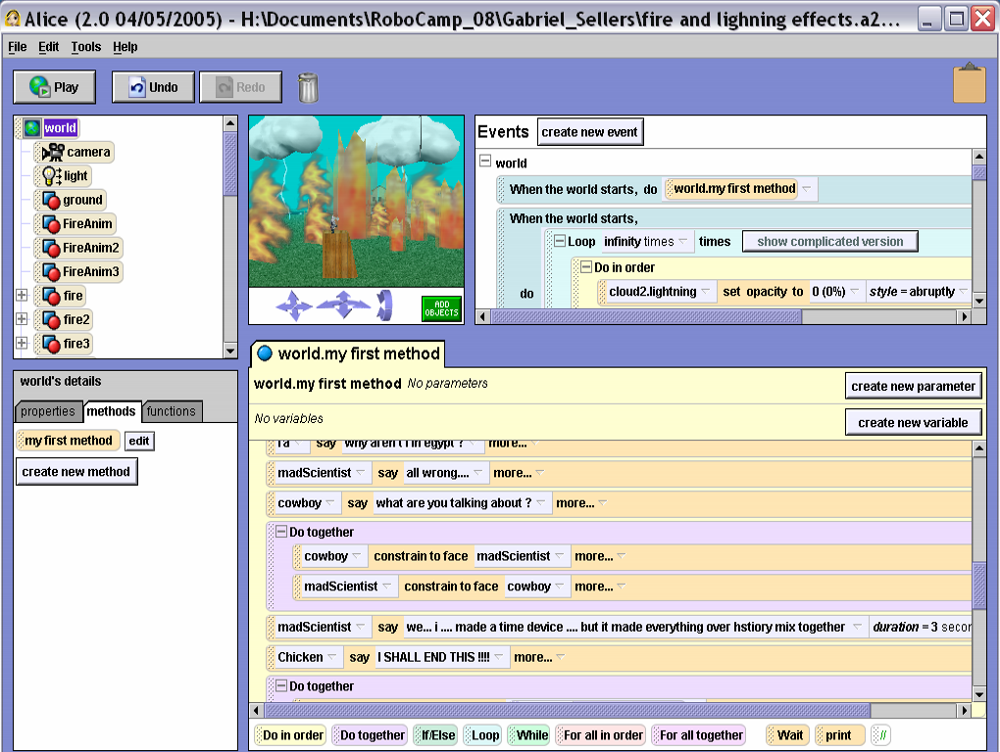 Alice (2.0 04/05/2005) - H:\Documents\RoboCamp_08\Gabriel_Sellers\fire and lighning effects.a2...
File Edit Tools Help
Play Undo Redo
world
camera
light
ground
FireAnim
FireAnim2
FireAnim3
fire
fire2
fire3
ADD
OBJECTS
Events create new event
world
When the world starts, do world.my first method
When the world starts,
Loop infinity times times show complicated version
Do in order
do cloud2.lightning set opacity to 0 (0%) style = abruptly
world's details
properties methods functions
my first method edit
create new method
world.my first method
world.my first method No parameters create new parameter
No variables create new variable
ra say why aren't I in egypt ? more...
madScientist say all wrong.... more...
cowboy say what are you talking about ? more...
Do together
cowboy constrain to face madScientist more...
madScientist constrain to face cowboy more...
madScientist say we... i .... made a time device .... but it made everything over hstiory mix together duration = 3 secon
Chicken say I SHALL END THIS !!!! more...
Do together
Do in order Do together If/Else Loop While For all in order For all together Wait print //